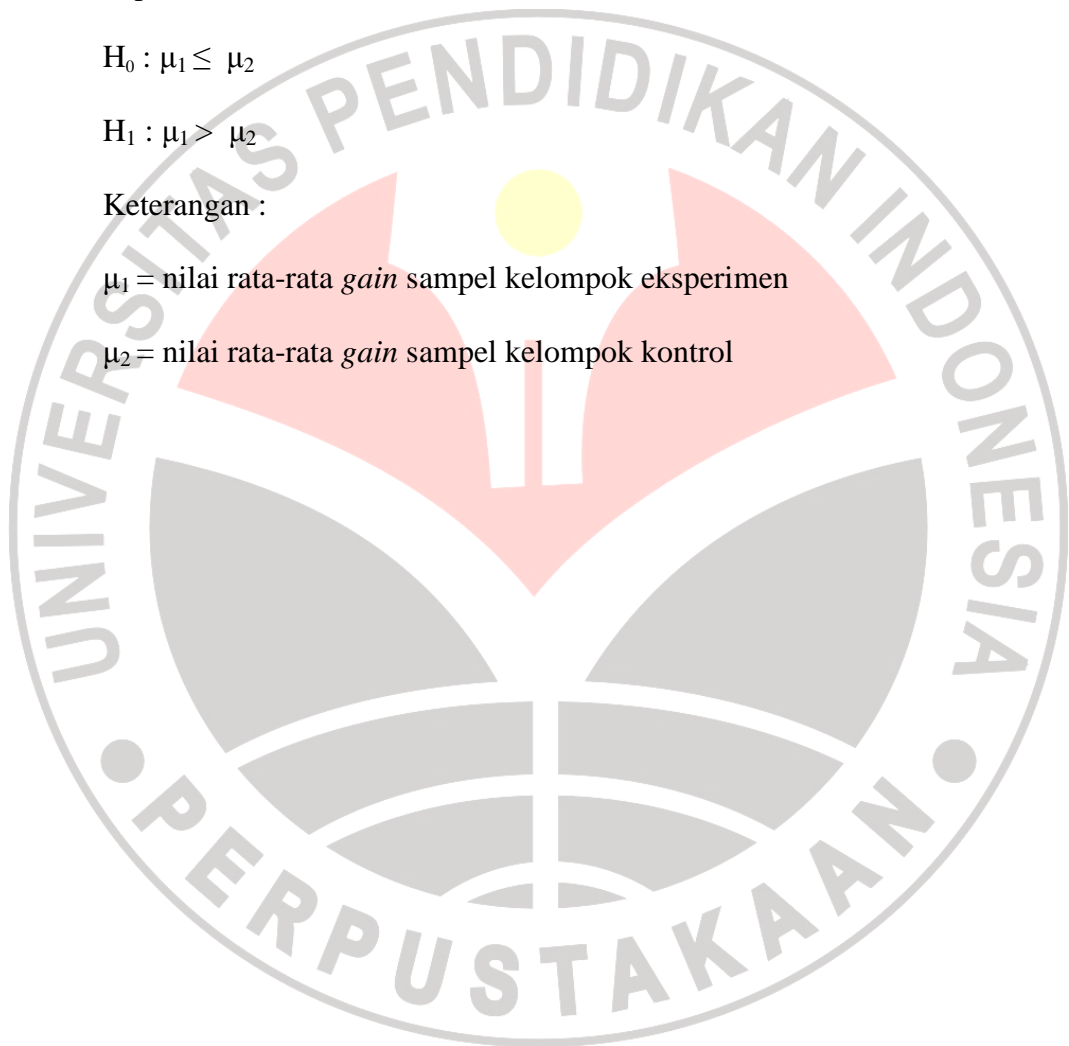 H₀ : μ₁ ≤ μ₂
H₁ : μ₁ > μ₂
Keterangan :
μ₁ = nilai rata-rata gain sampel kelompok eksperimen
μ₂ = nilai rata-rata gain sampel kelompok kontrol
UNIVERSITAS PENDIDIKAN INDONESIA
PERPUSTAKAAN